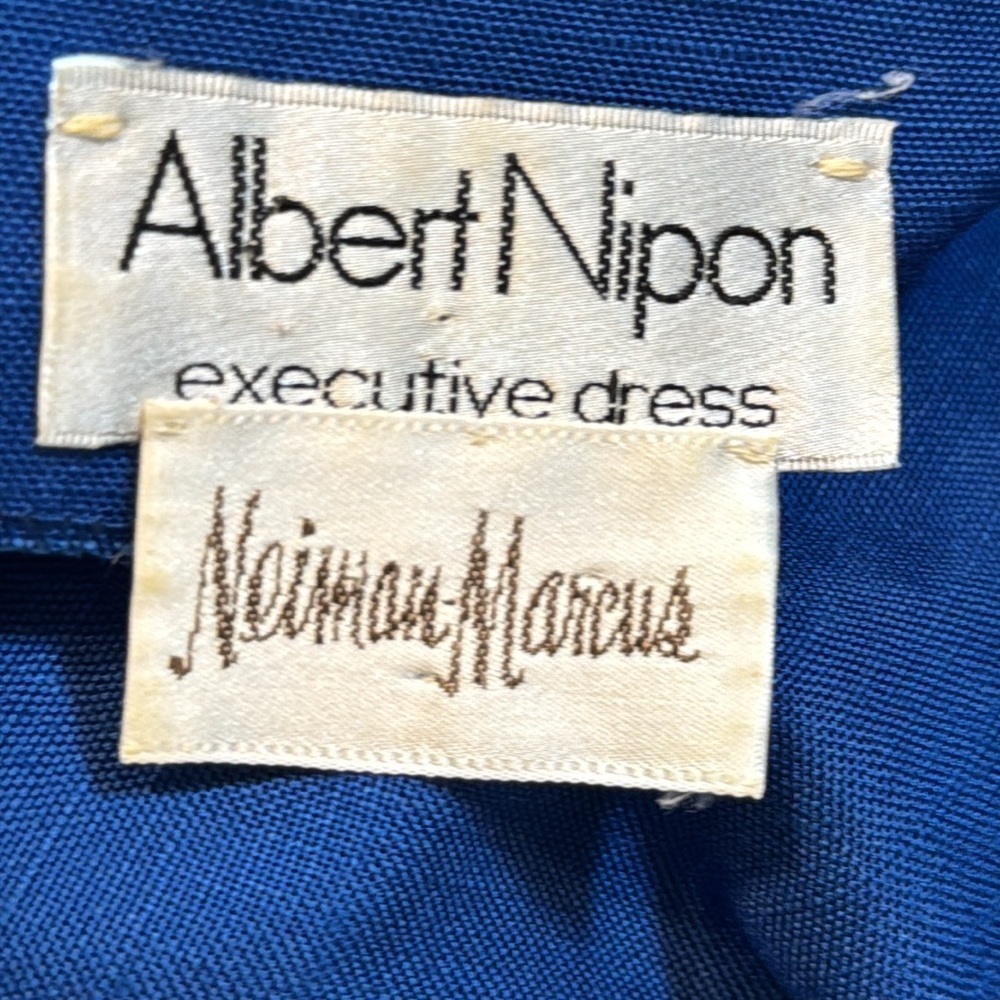 Albert Nipon
executive dress
Neiman-Marcus